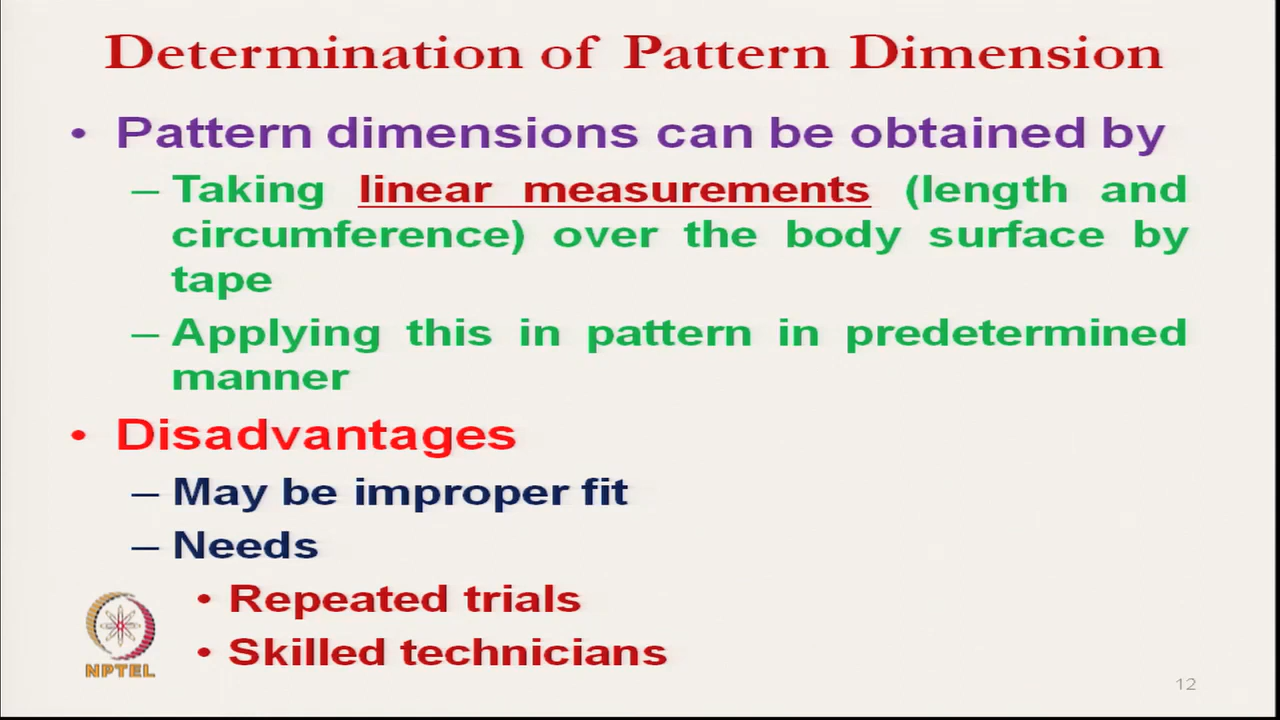 Determination of Pattern Dimension
• Pattern dimensions can be obtained by
– Taking linear measurements (length and
circumference) over the body surface by
tape
– Applying this in pattern in predetermined
manner
• Disadvantages
– May be improper fit
– Needs
• Repeated trials
• Skilled technicians
NPTEL
12